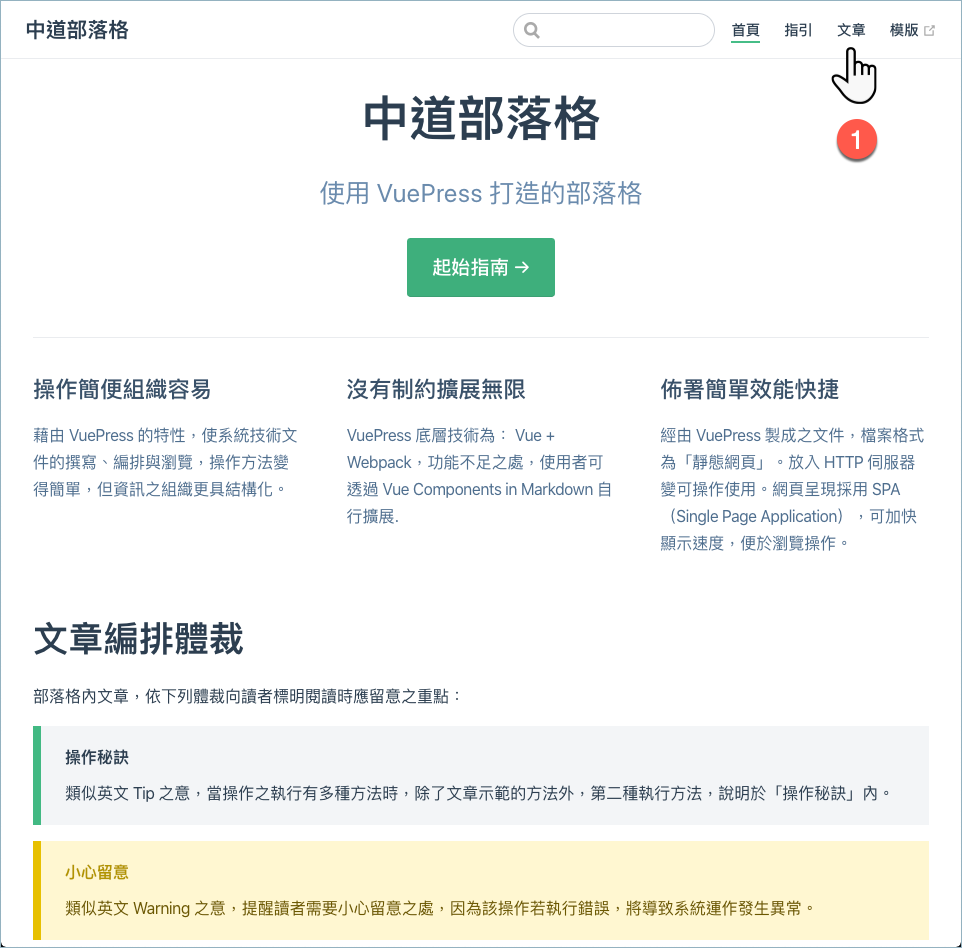 中道部落格
首頁 指引 文章 模版
1
中道部落格
使用 VuePress 打造的部落格
起始指南 →
操作簡便組織容易
藉由 VuePress 的特性，使系統技術文
件的撰寫、編排與瀏覽，操作方法變
得簡單，但資訊之組織更具結構化。
沒有制約擴展無限
VuePress 底層技術為： Vue +
Webpack，功能不足之處，使用者可
透過 Vue Components in Markdown 自
行擴展.
佈署簡單效能快捷
經由 VuePress 製成之文件，檔案格式
為「靜態網頁」。放入 HTTP 伺服器
變可操作使用。網頁呈現採用 SPA
（Single Page Application），可加快
顯示速度，便於瀏覽操作。
文章編排體裁
部落格內文章，依下列體裁向讀者標明閱讀時應留意之重點：
操作秘訣
類似英文 Tip 之意，當操作之執行有多種方法時，除了文章示範的方法外，第二種執行方法，說明於「操作秘訣」內。
小心留意
類似英文 Warning 之意，提醒讀者需要小心留意之處，因為該操作若執行錯誤，將導致系統運作發生異常。